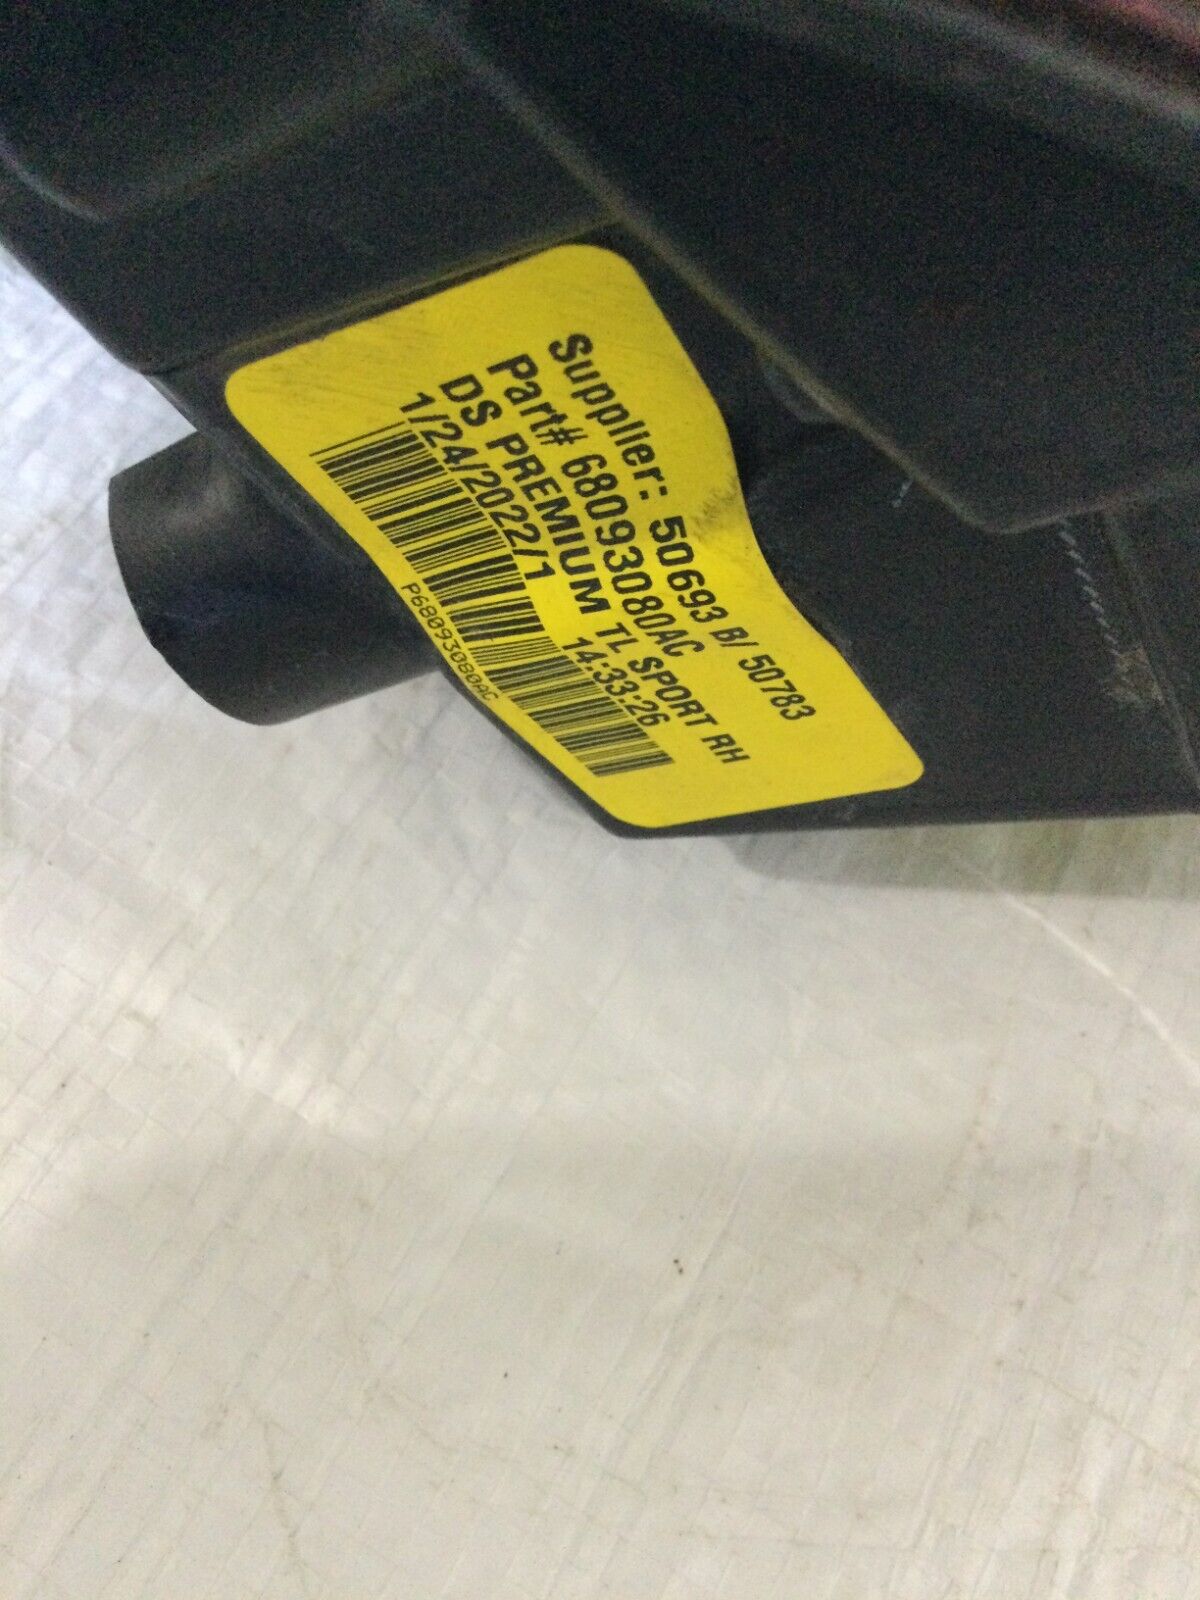 Supplier: 50693 B/ 50783
Part# 68093080AC
DS PREMIUM TL SPORT RH
1/24/2022/1 14:33:26
P68093080AC